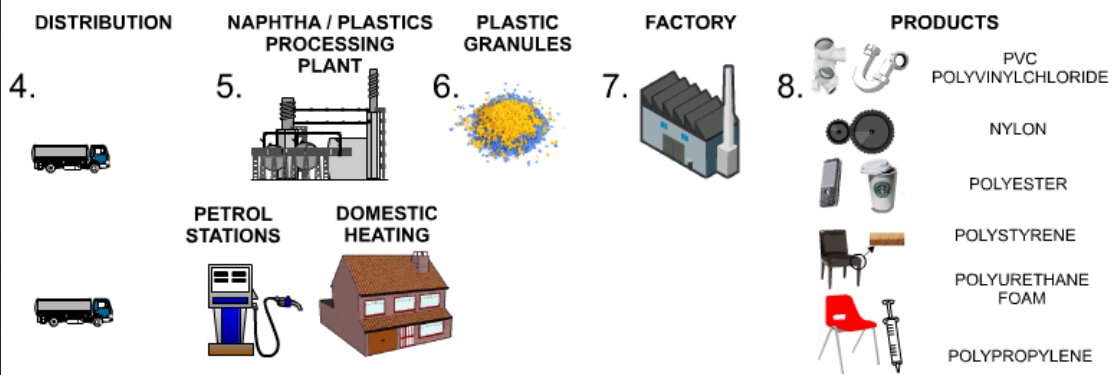 DISTRIBUTION
NAPHTHA / PLASTICS
PROCESSING
PLANT
PLASTIC
GRANULES
FACTORY
PRODUCTS
4.
5.
6.
7.
8.
PVC
POLYVINYLCHLORIDE
NYLON
POLYESTER
POLYSTYRENE
POLYURETHANE
FOAM
POLYPROPYLENE
PETROL
STATIONS
DOMESTIC
HEATING